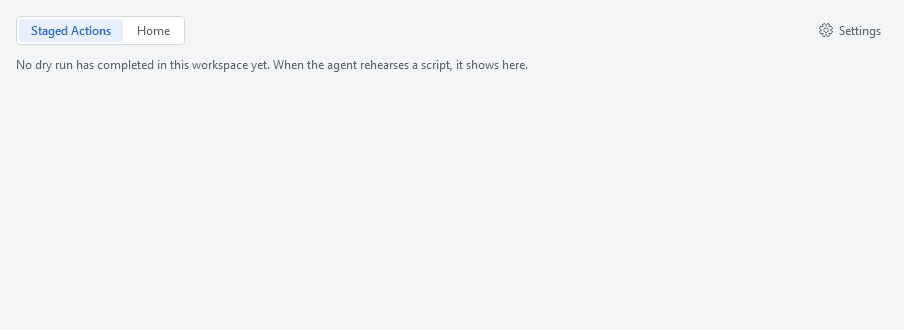 Staged Actions Home Settings
No dry run has completed in this workspace yet. When the agent rehearses a script, it shows here.